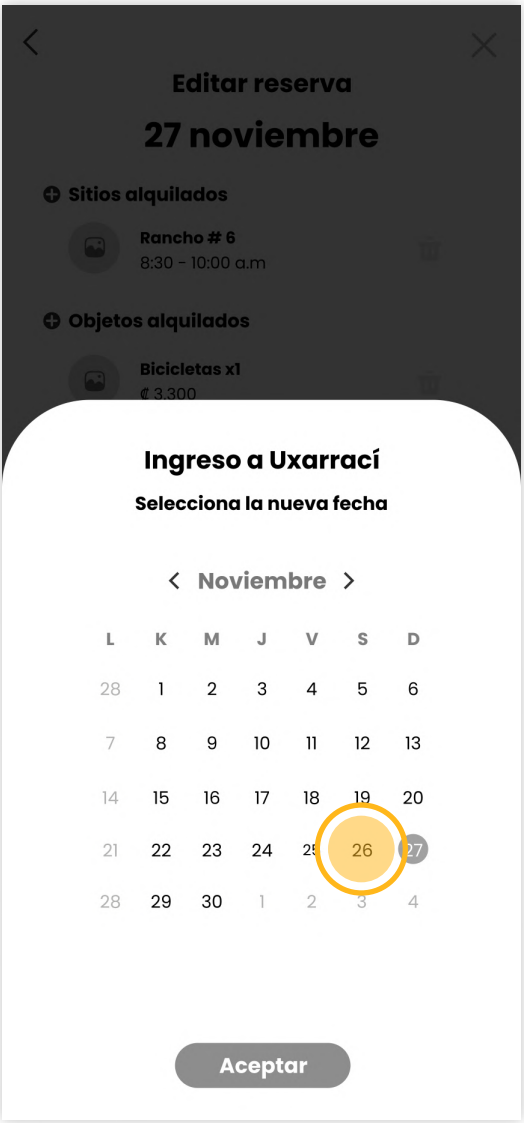 Editar reserva
27 noviembre
Sitios alquilados
Rancho # 6
8:30 - 10:00 a.m
Objetos alquilados
Bicicletas x1
₡ 3.300
Ingreso a Uxarrací
Selecciona la nueva fecha
Noviembre
L K M J V S D
28 1 2 3 4 5 6
7 8 9 10 11 12 13
14 15 16 17 18 19 20
21 22 23 24 25 26 27
28 29 30 1 2 3 4
Aceptar